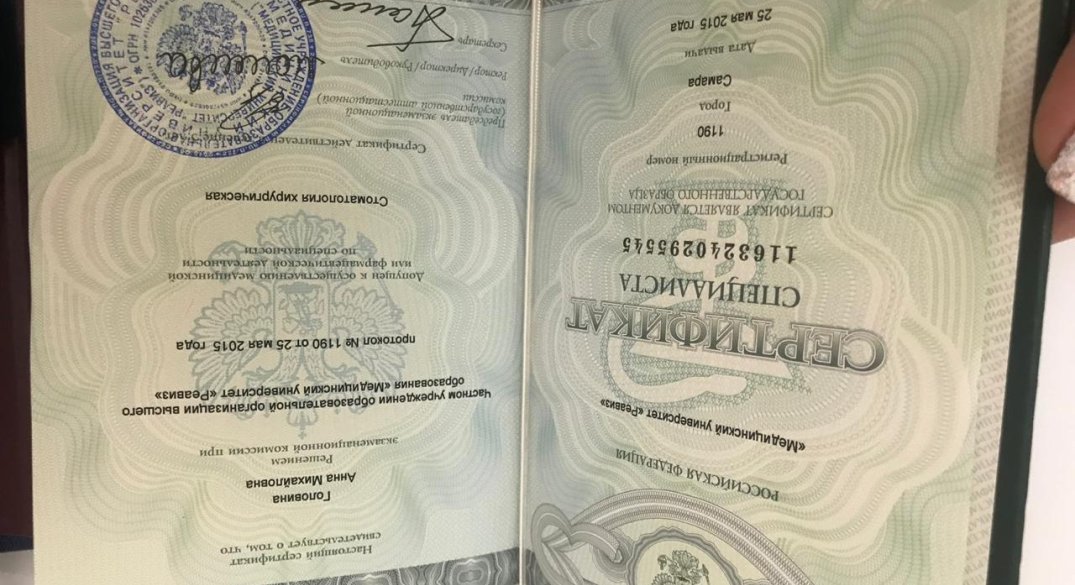 РОССИЙСКАЯ ФЕДЕРАЦИЯ
«Медицинский университет «Реавиз»
СЕРТИФИКАТ
СПЕЦИАЛИСТА
1163240295545
СЕРТИФИКАТ ЯВЛЯЕТСЯ ДОКУМЕНТОМ
ГОСУДАРСТВЕННОГО ОБРАЗЦА
Регистрационный номер
1190
Город
Самара
Дата выдачи
25 мая 2015 года
Настоящий сертификат
свидетельствует о том, что
Головина
Анна Михайловна
Решением
экзаменационной комиссии при
Частном учреждении образовательной организации высшего
образования «Медицинский университет «Реавиз»
протокол № 1190 от 25 мая 2015 года
Допущен к осуществлению медицинской
или фармацевтической деятельности
по специальности
Стоматология хирургическая
Сертификат действителен
Председатель экзаменационной
(государственной аттестационной)
комиссии
Ректор/Директор/Руководитель
Секретарь